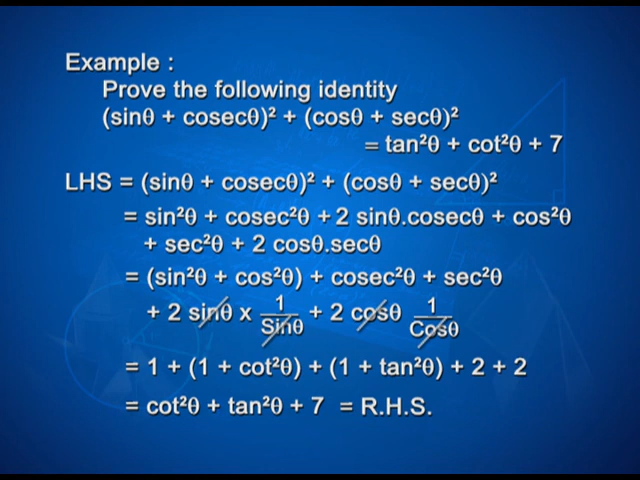 Example :
Prove the following identity
(sinθ + cosecθ)² + (cosθ + secθ)²
= tan²θ + cot²θ + 7
LHS = (sinθ + cosecθ)² + (cosθ + secθ)²
= sin²θ + cosec²θ + 2 sinθ.cosecθ + cos²θ
+ sec²θ + 2 cosθ.secθ
= (sin²θ + cos²θ) + cosec²θ + sec²θ
+ 2 sinθ x 1/Sinθ + 2 cosθ 1/Cosθ
= 1 + (1 + cot²θ) + (1 + tan²θ) + 2 + 2
= cot²θ + tan²θ + 7 = R.H.S.